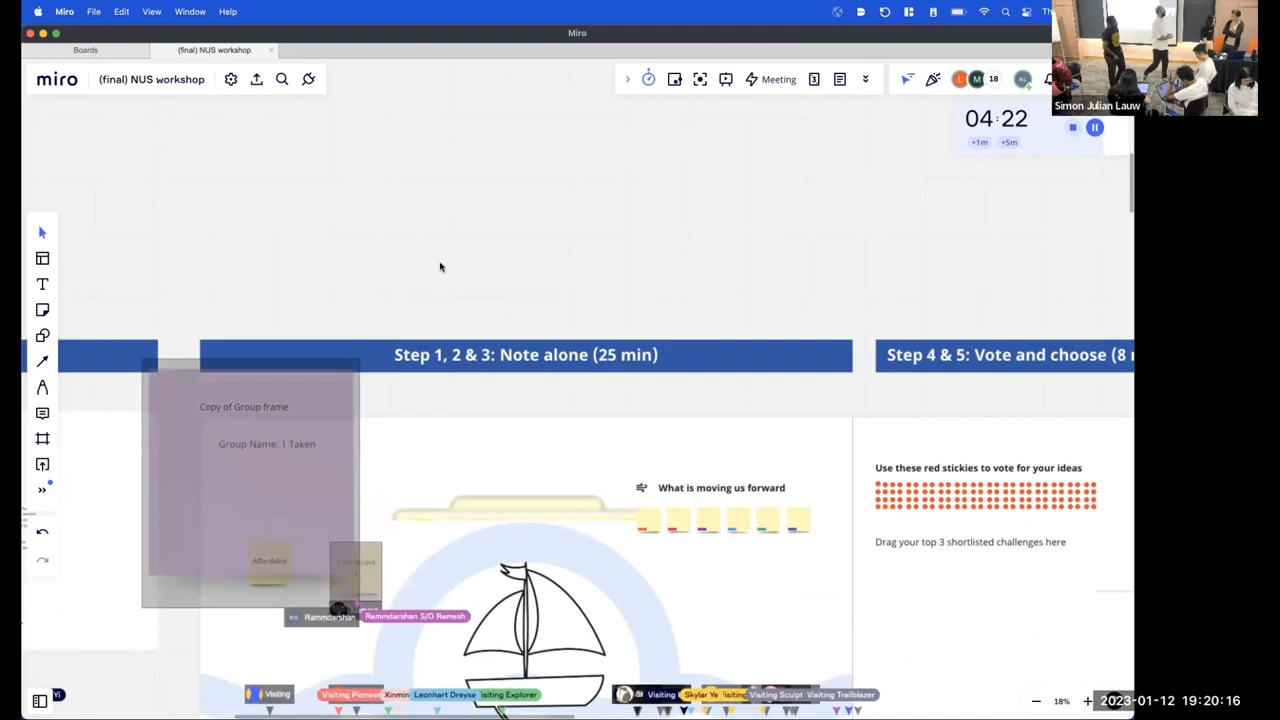 Miro File Edit View Window Help
Miro
Boards
(final) NUS workshop
miro
(final) NUS workshop
Meeting
3
L M 18
Simon Julian Lauw
04:22
+1m +5m
T
Step 1, 2 & 3: Note alone (25 min)
Step 4 & 5: Vote and choose (8
Copy of Group frame
Group Name: 1 Taken
Use these red stickies to vote for your ideas
What is moving us forward
Drag your top 3 shortlisted challenges here
Affordable
RS Rammdarshan
Rammdarshan S/O Ramesh
Visiting
Visiting Pioneer
Xinmin
Leonhart Dreyse
isiting Explorer
Skylar Ye
Visiting Sculpt
Visiting Trailblazer
18%
2023-01-12 19:20:16